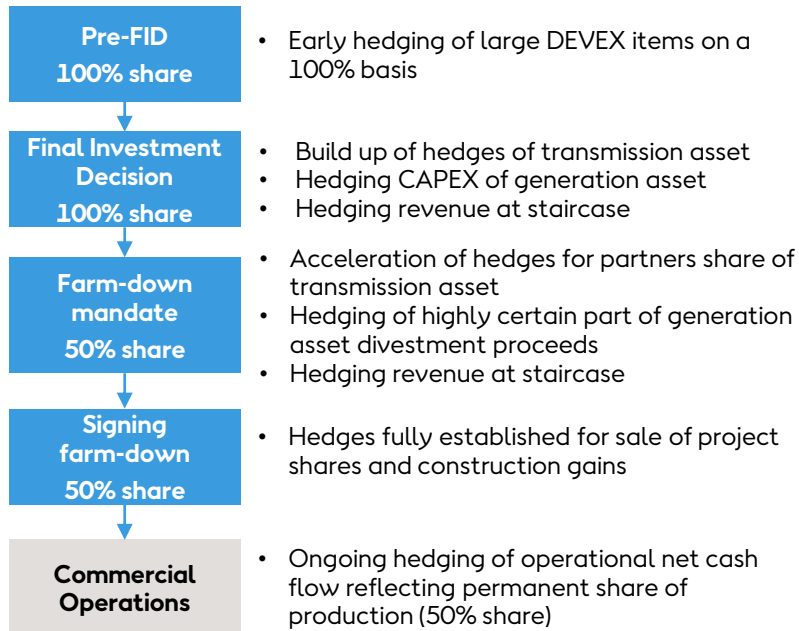 Pre-FID
100% share
• Early hedging of large DEVEX items on a
100% basis
Final Investment
Decision
100% share
• Build up of hedges of transmission asset
• Hedging CAPEX of generation asset
• Hedging revenue at staircase
Farm-down
mandate
50% share
• Acceleration of hedges for partners share of
transmission asset
• Hedging of highly certain part of generation
asset divestment proceeds
• Hedging revenue at staircase
Signing
farm-down
50% share
• Hedges fully established for sale of project
shares and construction gains
Commercial
Operations
• Ongoing hedging of operational net cash
flow reflecting permanent share of
production (50% share)